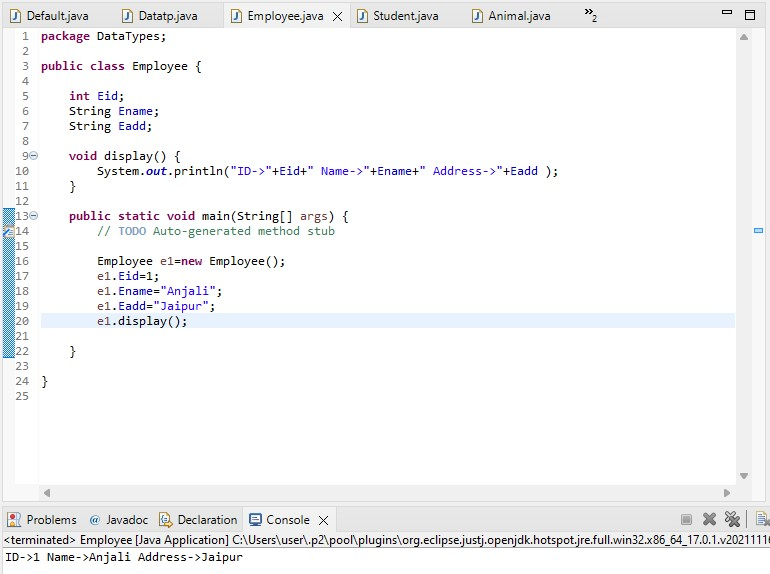 Default.java Datatp.java Employee.java Student.java Animal.java »2
1 package DataTypes;
2
3 public class Employee {
4
5 int Eid;
6 String Ename;
7 String Eadd;
8
9 void display() {
10 System.out.println("ID->"+Eid+" Name->"+Ename+" Address->"+Eadd );
11 }
12
13 public static void main(String[] args) {
14 // TODO Auto-generated method stub
15
16 Employee e1=new Employee();
17 e1.Eid=1;
18 e1.Ename="Anjali";
19 e1.Eadd="Jaipur";
20 e1.display();
21
22 }
23
24 }
25
Problems @ Javadoc Declaration Console
<terminated> Employee [Java Application] C:\Users\user\.p2\pool\plugins\org.eclipse.justj.openjdk.hotspot.jre.full.win32.x86_64_17.0.1.v20211116
ID->1 Name->Anjali Address->Jaipur